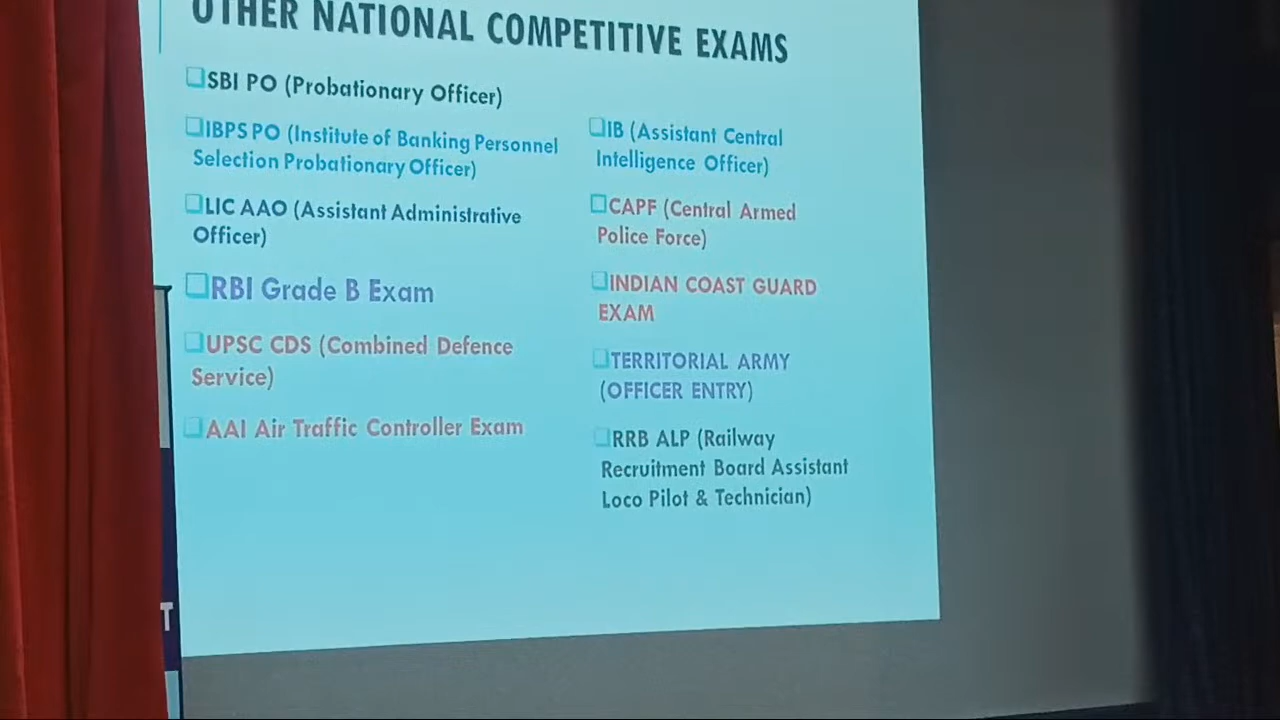 OTHER NATIONAL COMPETITIVE EXAMS
SBI PO (Probationary Officer)
IBPS PO (Institute of Banking Personnel
Selection Probationary Officer)
LIC AAO (Assistant Administrative
Officer)
RBI Grade B Exam
UPSC CDS (Combined Defence
Service)
AAI Air Traffic Controller Exam
IB (Assistant Central
Intelligence Officer)
CAPF (Central Armed
Police Force)
INDIAN COAST GUARD
EXAM
TERRITORIAL ARMY
(OFFICER ENTRY)
RRB ALP (Railway
Recruitment Board Assistant
Loco Pilot & Technician)
T